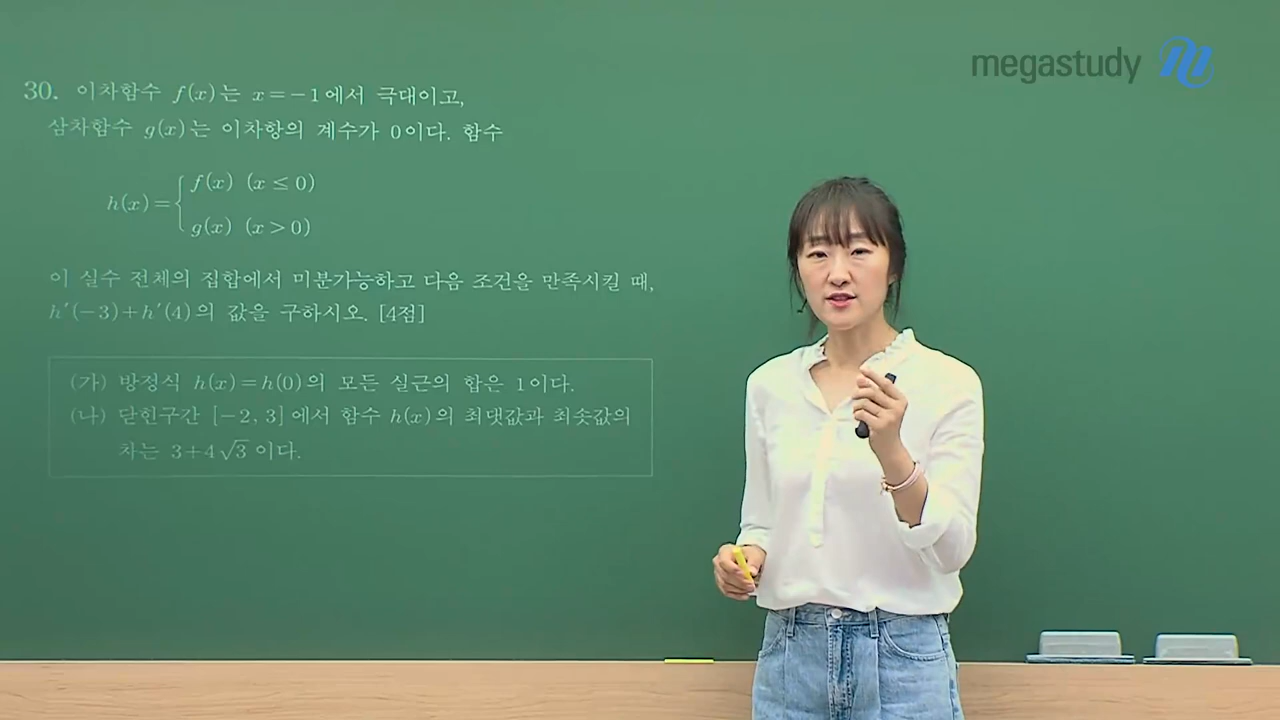 megastudy
30. 이차함수 f(x)는 x=−1에서 극대이고,
삼차함수 g(x)는 이차항의 계수가 0이다. 함수
h(x)={ f(x) (x≤0)
g(x) (x>0)
이 실수 전체의 집합에서 미분가능하고 다음 조건을 만족시킬 때,
h′(−3)+h′(4)의 값을 구하시오. [4점]
(가) 방정식 h(x)=h(0)의 모든 실근의 합은 1이다.
(나) 닫힌구간 [−2, 3]에서 함수 h(x)의 최댓값과 최솟값의
차는 3+4√3 이다.